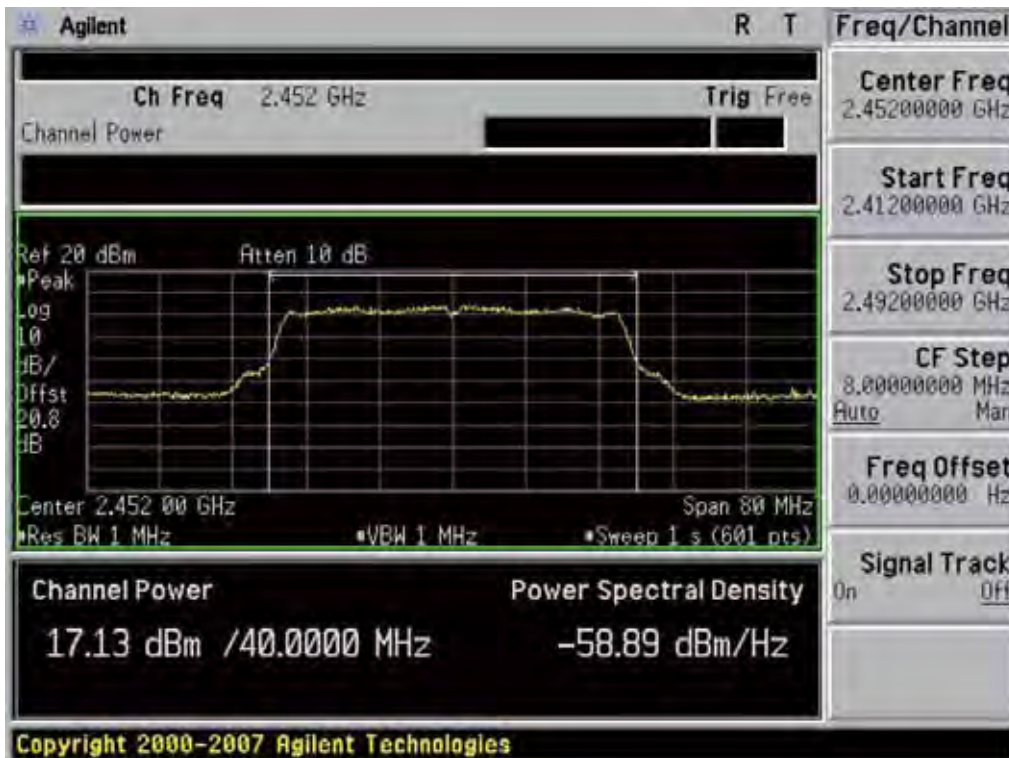 Agilent R T
Freq/Channel
Ch Freq 2.452 GHz Trig Free
Channel Power
Center Freq
2.45200000 GHz
Start Freq
2.41200000 GHz
Stop Freq
2.49200000 GHz
CF Step
8.00000000 MHz
Auto Man
Freq Offset
0.00000000 Hz
Signal Track
On Off
Ref 20 dBm Atten 10 dB
Peak
Log
10
dB/
Offst
20.8
dB
Center 2.452 00 GHz Span 80 MHz
Res BW 1 MHz VBW 1 MHz Sweep 1 s (601 pts)
Channel Power Power Spectral Density
17.13 dBm /40.0000 MHz -58.89 dBm/Hz
Copyright 2000-2007 Agilent Technologies